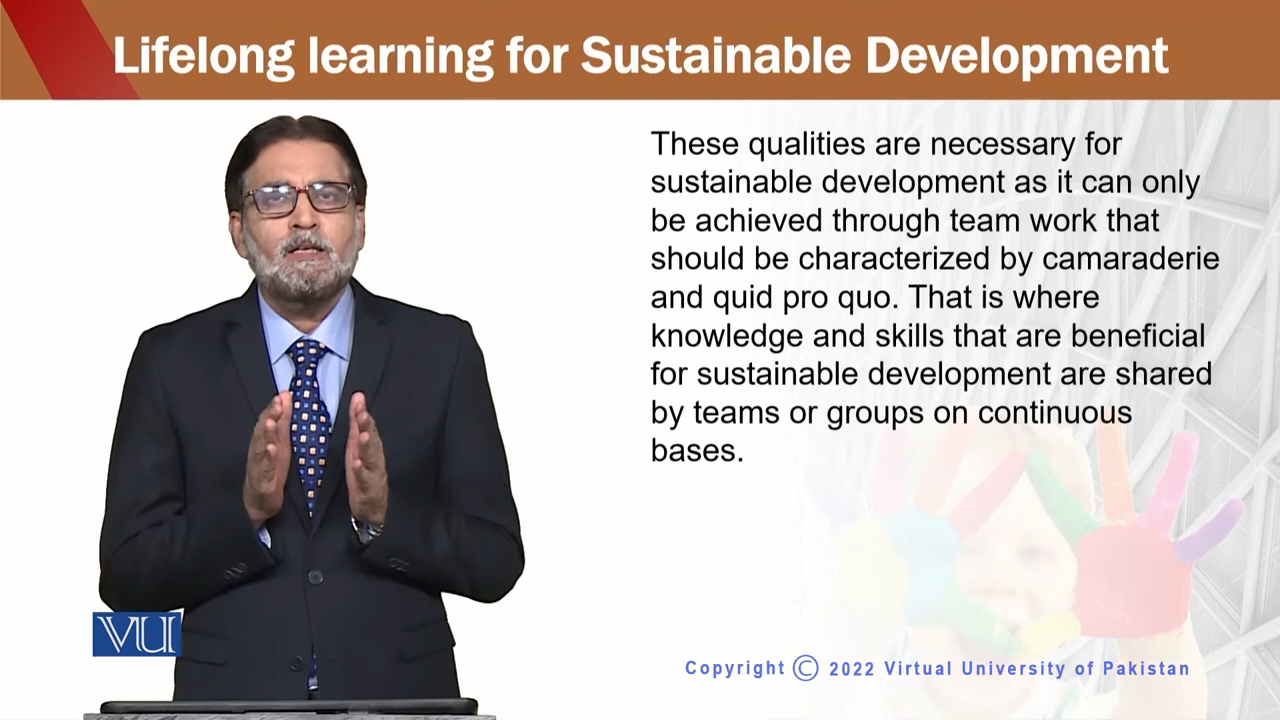 Lifelong learning for Sustainable Development
These qualities are necessary for
sustainable development as it can only
be achieved through team work that
should be characterized by camaraderie
and quid pro quo. That is where
knowledge and skills that are beneficial
for sustainable development are shared
by teams or groups on continuous
bases.
VU
Copyright © 2022 Virtual University of Pakistan